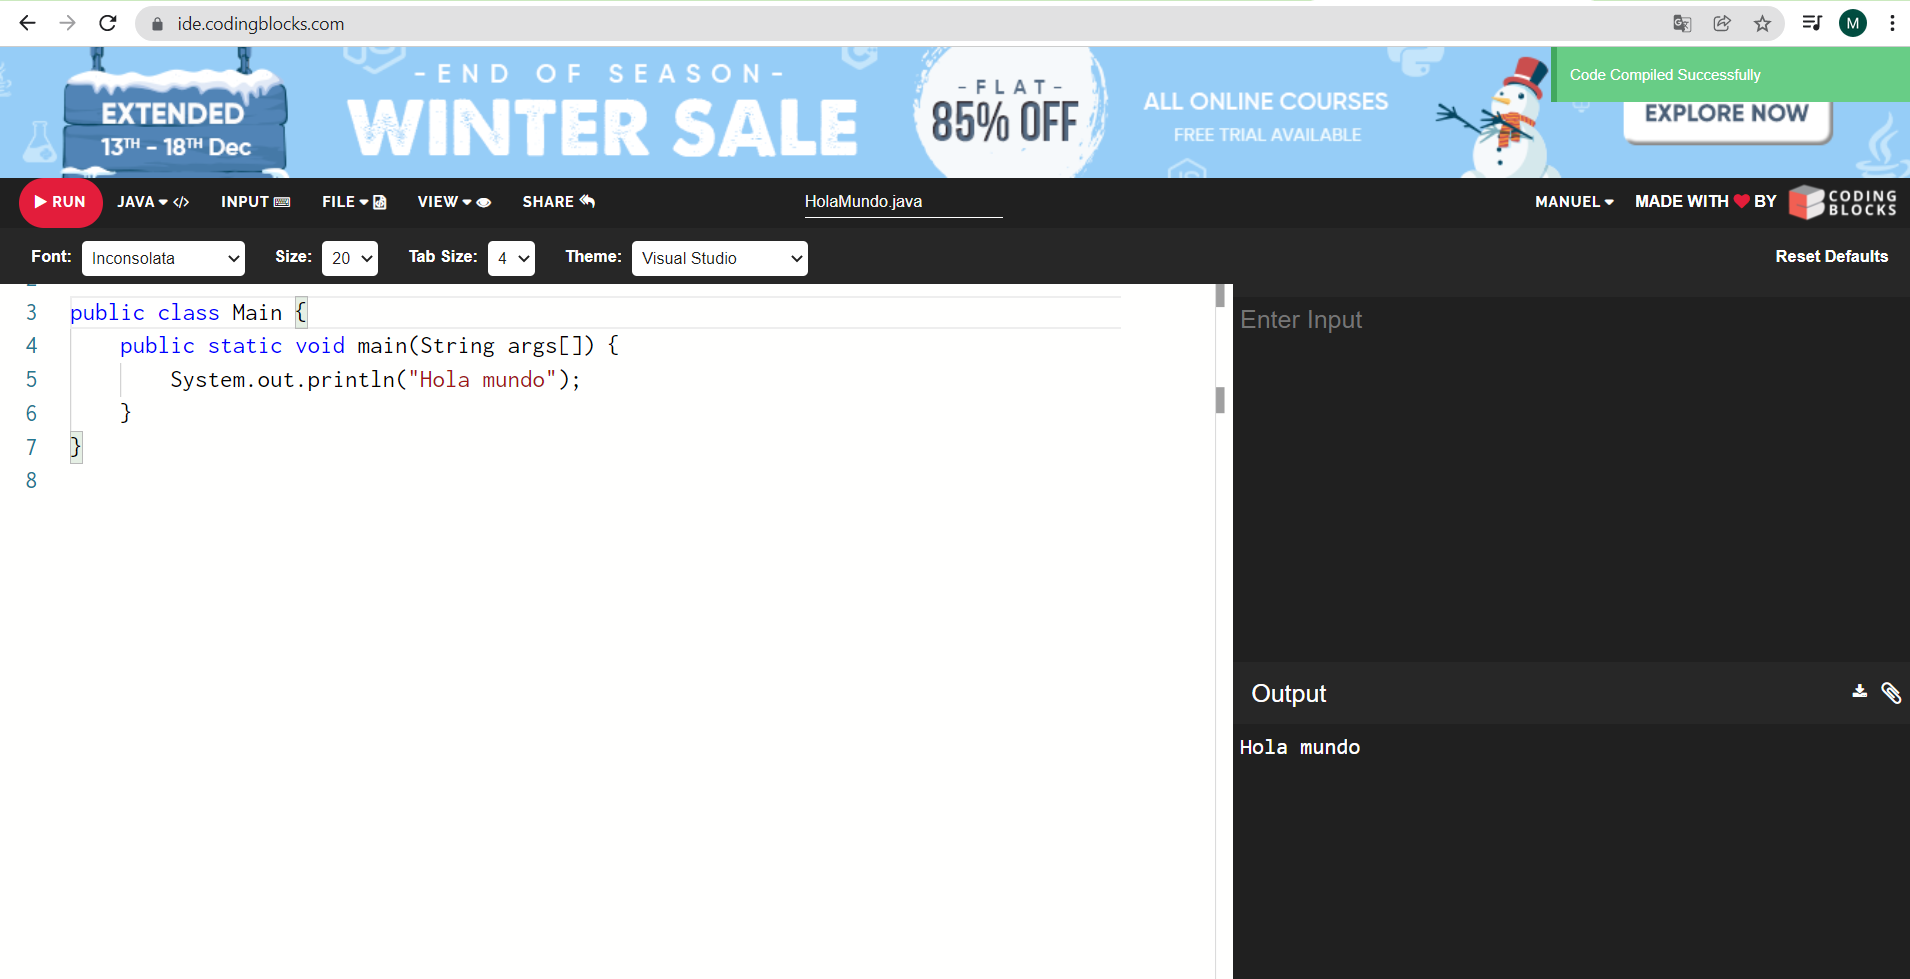 ide.codingblocks.com
M
EXTENDED
13TH - 18TH Dec
-END OF SEASON-
WINTER SALE
-FLAT-
85% OFF
ALL ONLINE COURSES
FREE TRIAL AVAILABLE
Code Compiled Successfully
EXPLORE NOW
RUN JAVA </> INPUT FILE VIEW SHARE HolaMundo.java MANUEL MADE WITH BY CODING BLOCKS
Font: Inconsolata Size: 20 Tab Size: 4 Theme: Visual Studio Reset Defaults
3 public class Main {
4 public static void main(String args[]) {
5 System.out.println("Hola mundo");
6 }
7 }
8
Enter Input
Output
Hola mundo